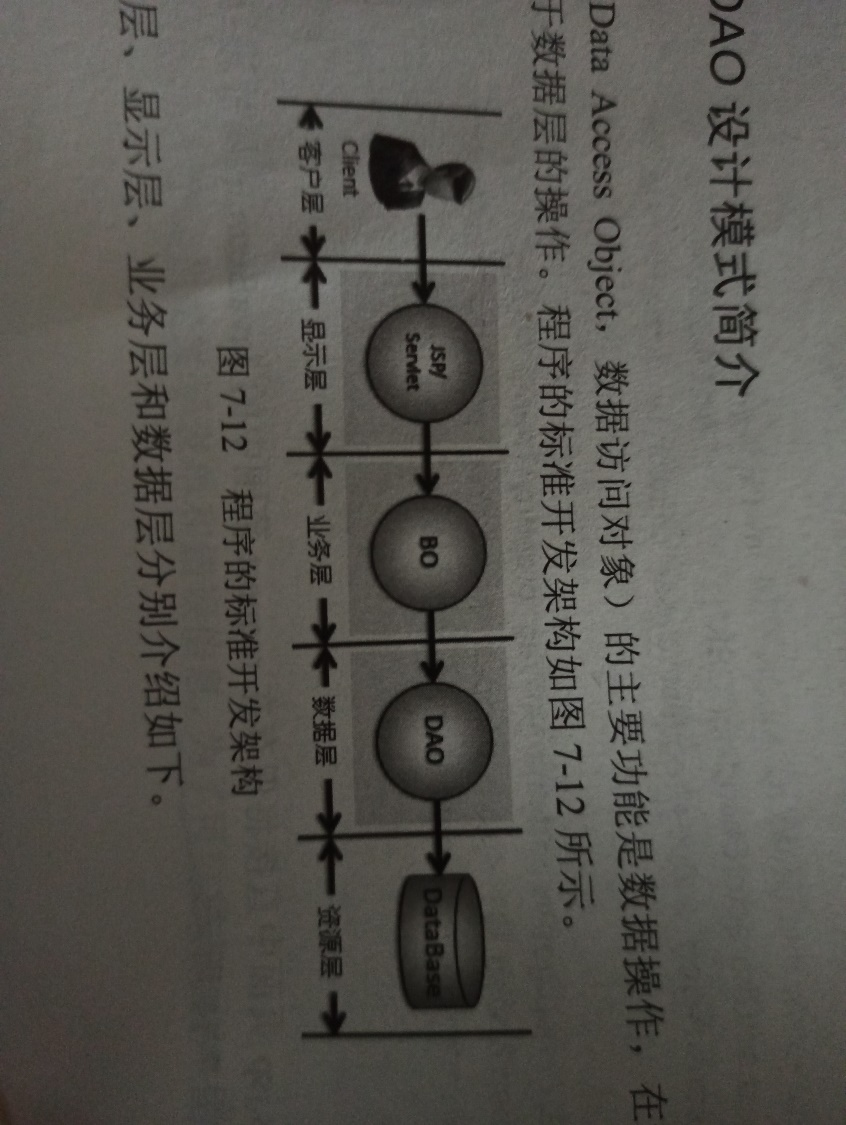 DAO 设计模式简介
Data Access Object，数据访问对象）的主要功能是数据操作，在
于数据层的操作。程序的标准开发架构如图 7-12 所示。
Client
JSP/
Servlet
BO
DAO
DataBase
客户层
显示层
业务层
数据层
资源层
图 7-12 程序的标准开发架构
层、显示层、业务层和数据层分别介绍如下。